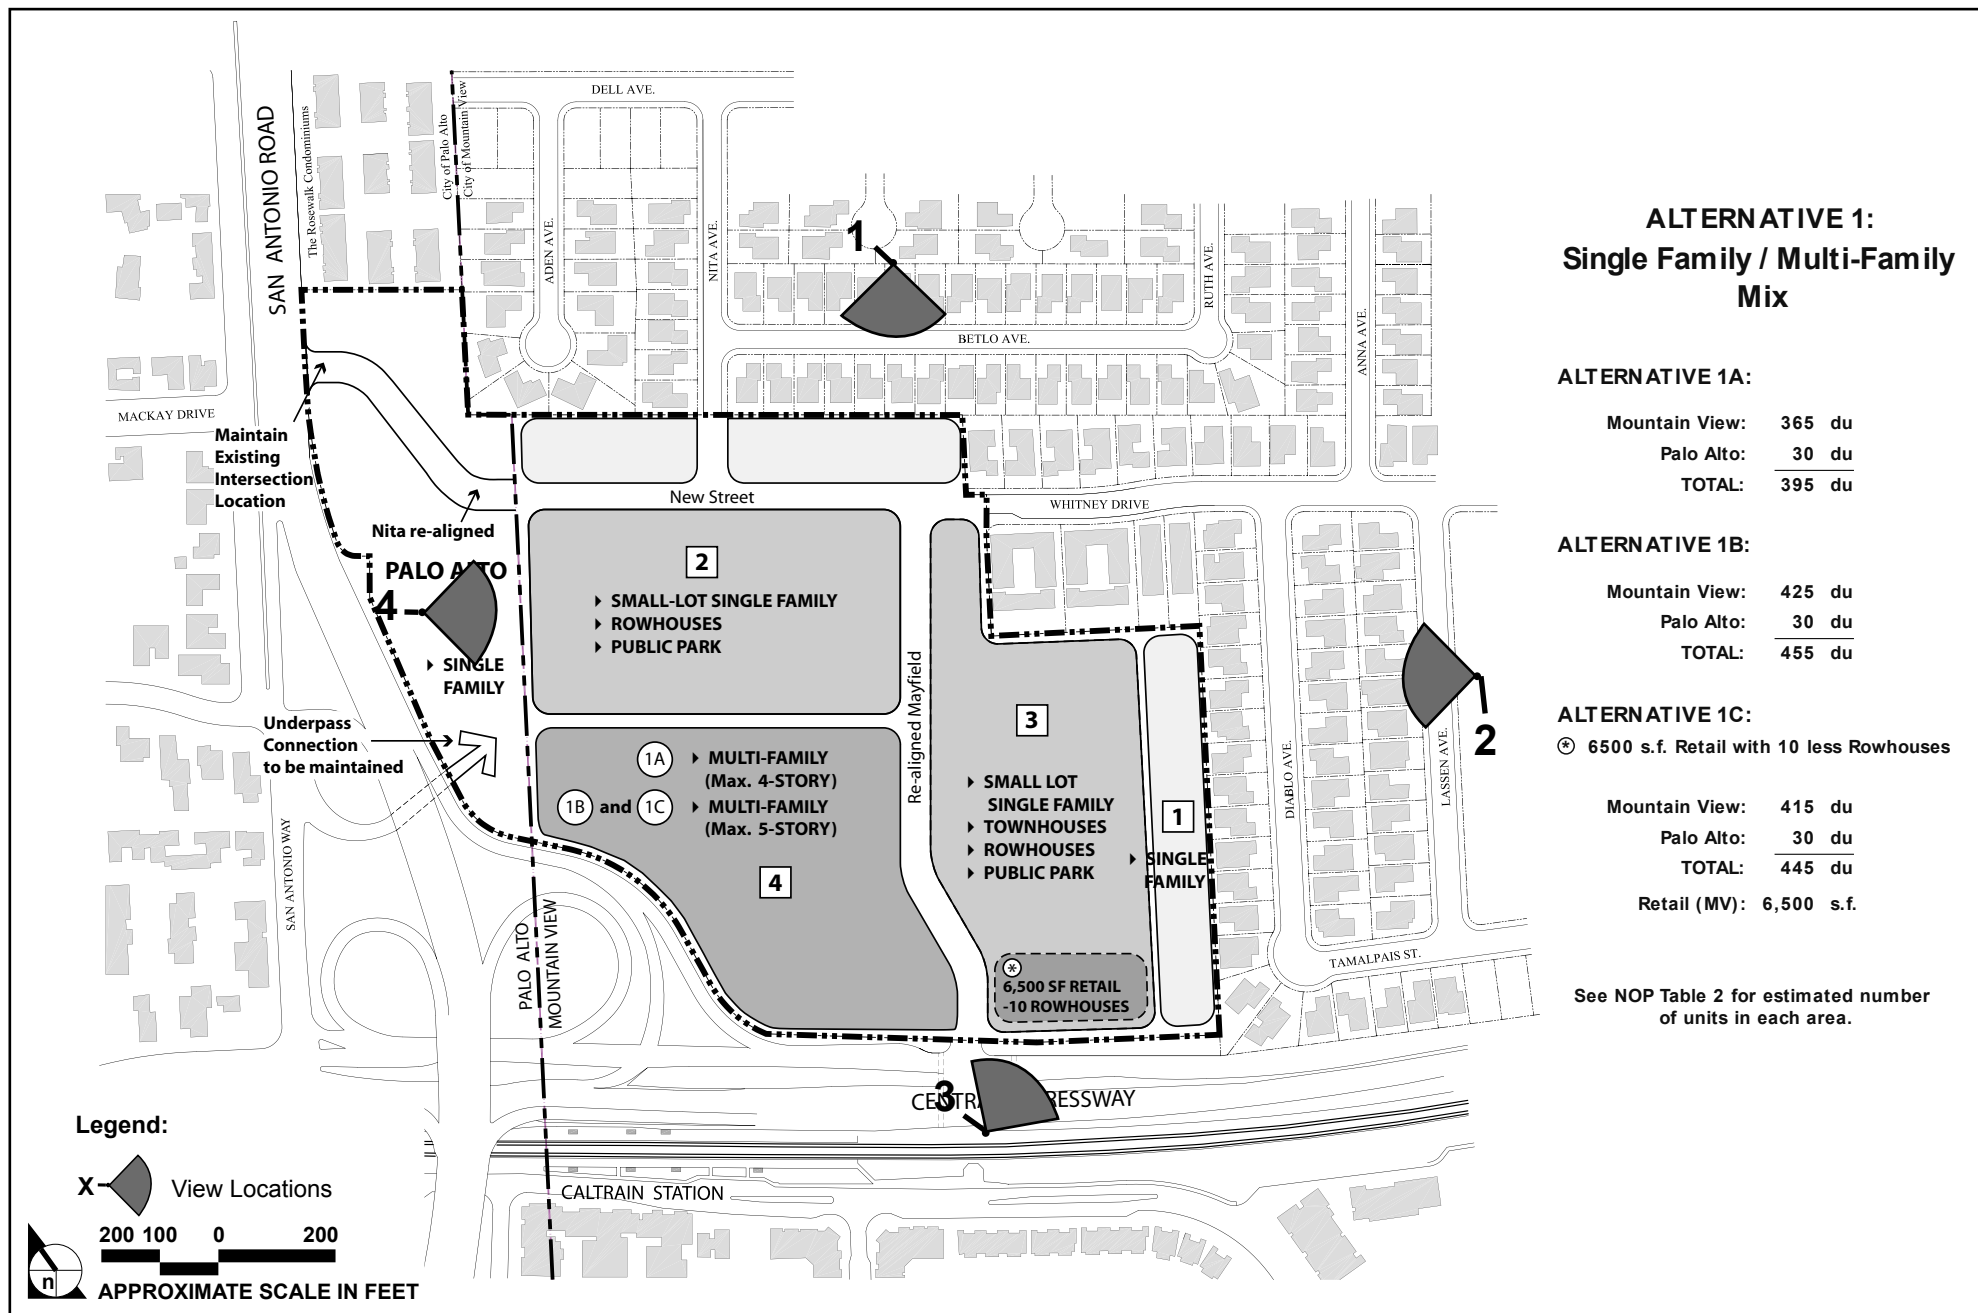 DELL AVE.
SAN ANTONIO ROAD
The Rosewalk Condominiums
City of Palo Alto
City of Mountain View
ADEN AVE.
NITA AVE.
1
RUTH AVE.
ANNA AVE.
BETLO AVE.
MACKAY DRIVE
Maintain
Existing
Intersection
Location
New Street
WHITNEY DRIVE
Nita re-aligned
PALO ALTO
4
SINGLE
FAMILY
2
SMALL-LOT SINGLE FAMILY
ROWHOUSES
PUBLIC PARK
Re-aligned Mayfield
Underpass
Connection
to be maintained
1A
MULTI-FAMILY
(Max. 4-STORY)
1B and 1C
MULTI-FAMILY
(Max. 5-STORY)
4
3
SMALL LOT
SINGLE FAMILY
TOWNHOUSES
ROWHOUSES
PUBLIC PARK
1
SINGLE
FAMILY
*
6,500 SF RETAIL
-10 ROWHOUSES
DIABLO AVE.
LASSEN AVE.
2
TAMALPAIS ST.
SAN ANTONIO WAY
PALO ALTO
MOUNTAIN VIEW
3
CENTRA RESSWAY
CALTRAIN STATION
Legend:
X
View Locations
200 100 0 200
n
APPROXIMATE SCALE IN FEET
ALTERNATIVE 1:
Single Family / Multi-Family
Mix
ALTERNATIVE 1A:
Mountain View: 365 du
Palo Alto: 30 du
TOTAL: 395 du
ALTERNATIVE 1B:
Mountain View: 425 du
Palo Alto: 30 du
TOTAL: 455 du
ALTERNATIVE 1C:
* 6500 s.f. Retail with 10 less Rowhouses
Mountain View: 415 du
Palo Alto: 30 du
TOTAL: 445 du
Retail (MV): 6,500 s.f.
See NOP Table 2 for estimated number
of units in each area.